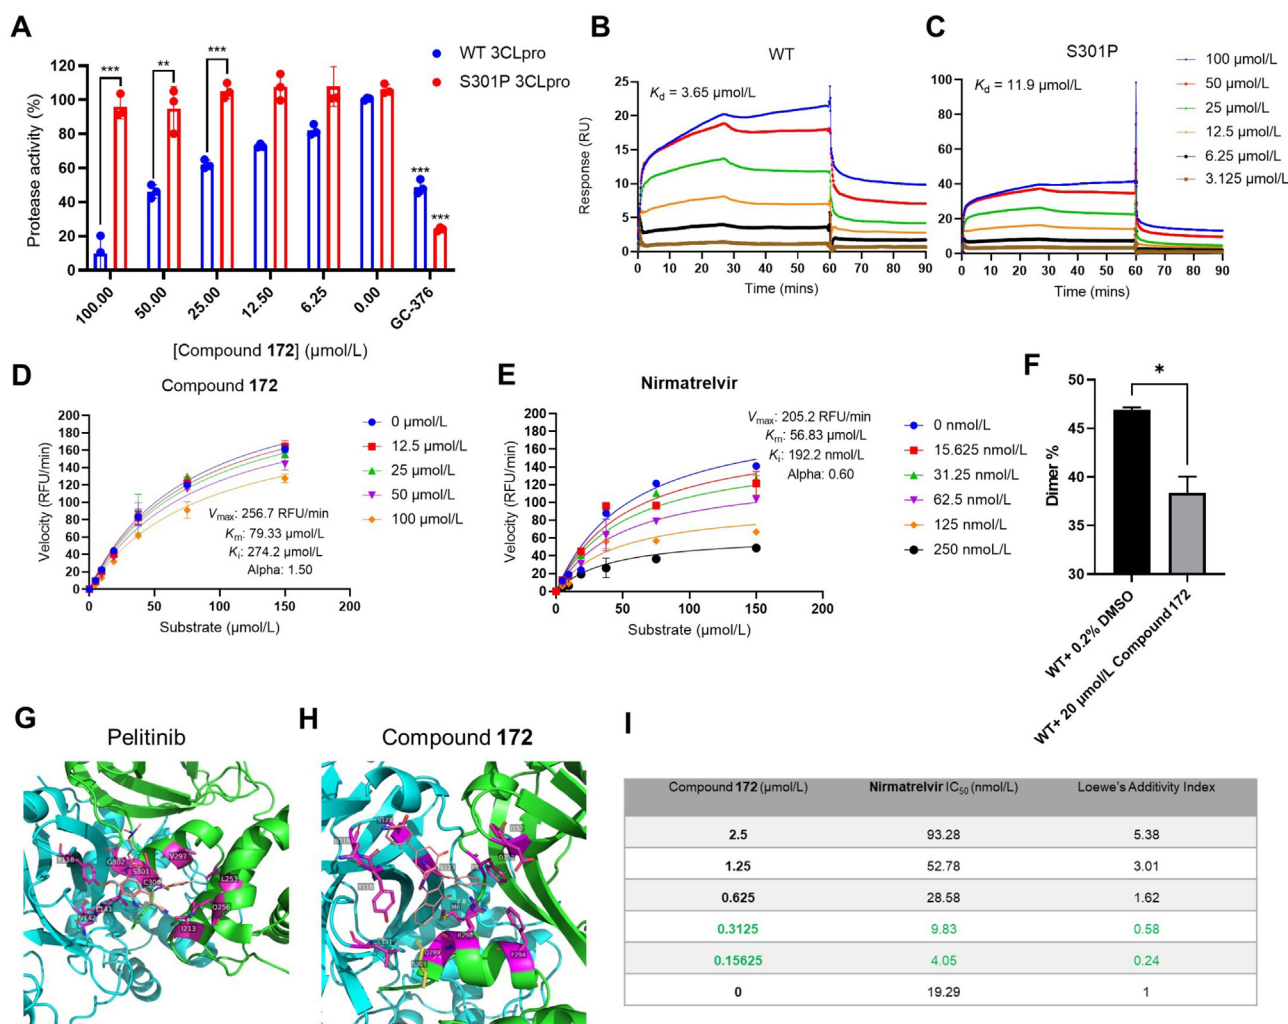 A
WT 3CLpro
S301P 3CLpro
Protease activity (%)
120
100
80
60
40
20
0
***
**
***
***
***
100.00
50.00
25.00
12.50
6.25
0.00
GC-376
[Compound 172] (µmol/L)
B
WT
Kd = 3.65 µmol/L
Response (RU)
25
20
15
10
5
0
0 10 20 30 40 50 60 70 80 90
Time (mins)
C
S301P
Kd = 11.9 µmol/L
100
80
60
40
20
0
0 10 20 30 40 50 60 70 80 90
Time (mins)
100 µmol/L
50 µmol/L
25 µmol/L
12.5 µmol/L
6.25 µmol/L
3.125 µmol/L
D
Compound 172
Velocity (RFU/min)
200
180
160
140
120
100
80
60
40
20
0
0 50 100 150 200
Substrate (µmol/L)
0 µmol/L
12.5 µmol/L
25 µmol/L
50 µmol/L
100 µmol/L
Vmax: 256.7 RFU/min
Km: 79.33 µmol/L
Ki: 274.2 µmol/L
Alpha: 1.50
E
Nirmatrelvir
Velocity (RFU/min)
200
180
160
140
120
100
80
60
40
20
0
0 50 100 150 200
Substrate (µmol/L)
Vmax: 205.2 RFU/min
Km: 56.83 µmol/L
Ki: 192.2 nmol/L
Alpha: 0.60
0 nmol/L
15.625 nmol/L
31.25 nmol/L
62.5 nmol/L
125 nmol/L
250 nmoL/L
F
Dimer %
50
45
40
35
30
*
WT+ 0.2% DMSO
WT+ 20 µmol/L Compound 172
G
Pelitinib
G302
V297
S301
L253
Q256
I213
H
Compound 172
Y118
R298
Q299
F294
I
Compound 172 (µmol/L) Nirmatrelvir IC50 (nmol/L) Loewe's Additivity Index
2.5 93.28 5.38
1.25 52.78 3.01
0.625 28.58 1.62
0.3125 9.83 0.58
0.15625 4.05 0.24
0 19.29 1